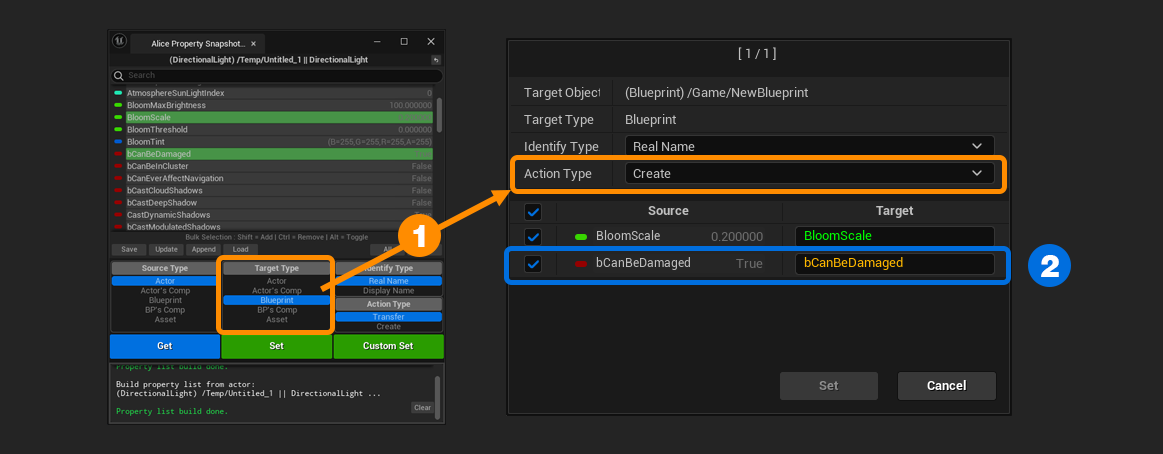 Alice Property Snapshot...
(DirectionalLight) /Temp/Untitled_1 || DirectionalLight
Search
AtmosphereSunLightIndex 0
BloomMaxBrightness 100.000000
BloomScale
BloomThreshold 0.000000
BloomTint (B=255,G=255,R=255,A=255)
bCanBeDamaged
bCanBeInCluster False
bCanEverAffectNavigation False
bCastCloudShadows False
bCastDeepShadow False
CastDynamicShadows True
bCastModulatedShadows
Bulk Selection : Shift = Add | Ctrl = Remove | Alt = Toggle
Save Update Append Load
Source Type
Actor
Actor's Comp
Blueprint
BP's Comp
Asset
Target Type
Actor
Actor's Comp
Blueprint
BP's Comp
Asset
Identify Type
Real Name
Display Name
Action Type
Transfer
Create
Get Set Custom Set
Property list build done.
Build property list from actor:
(DirectionalLight) /Temp/Untitled_1 || DirectionalLight ...
Property list build done.
Clear
1
[ 1 / 1 ]
Target Object (Blueprint) /Game/NewBlueprint
Target Type Blueprint
Identify Type Real Name
Action Type Create
Source Target
BloomScale 0.200000 BloomScale
bCanBeDamaged True bCanBeDamaged
2
Set Cancel